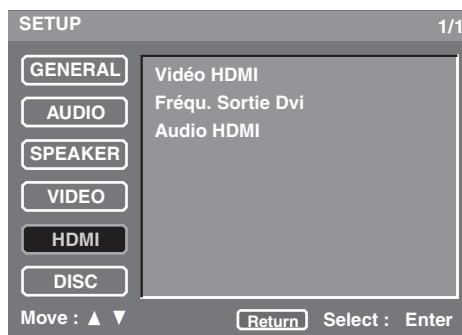 SETUP 1/1
GENERAL
AUDIO
SPEAKER
VIDEO
HDMI
DISC
Vidéo HDMI
Fréqu. Sortie Dvi
Audio HDMI
Move : ▲ ▼ Return Select : Enter